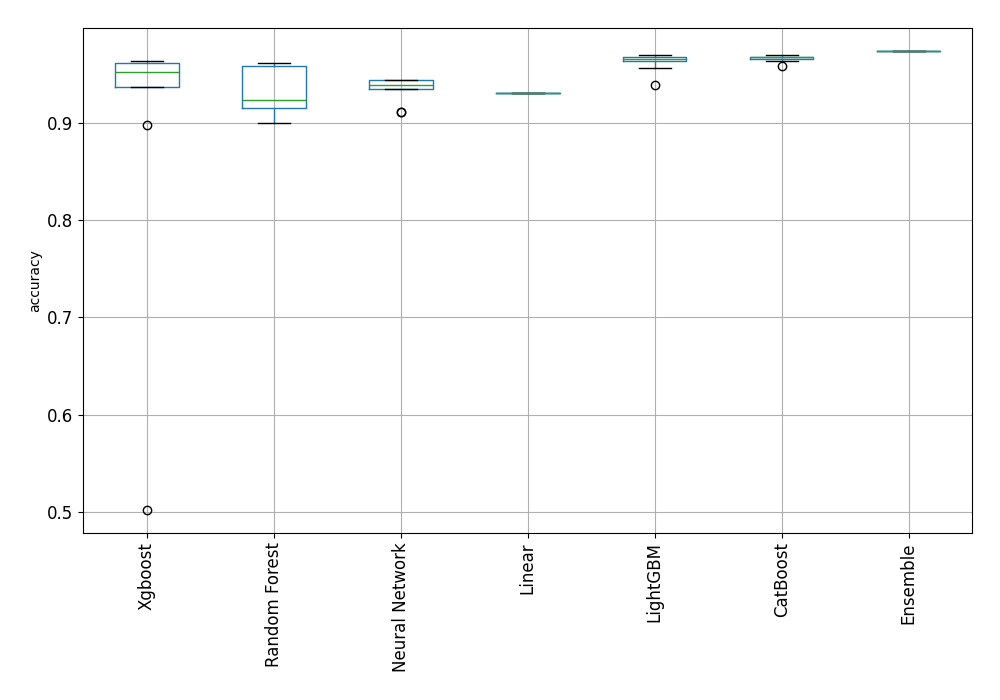 accuracy
0.9
0.8
0.7
0.6
0.5
Xgboost
Random Forest
Neural Network
Linear
LightGBM
CatBoost
Ensemble